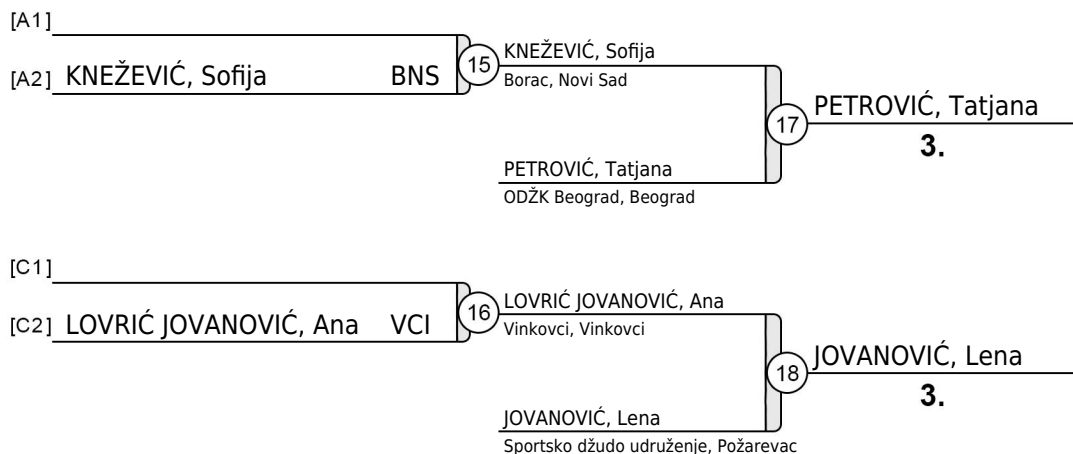 [A1]
[A2] KNEŽEVIĆ, Sofija BNS
15
KNEŽEVIĆ, Sofija
Borac, Novi Sad
17
PETROVIĆ, Tatjana
3.
PETROVIĆ, Tatjana
ODŽK Beograd, Beograd
[C1]
[C2] LOVRIĆ JOVANOVIĆ, Ana VCI
16
LOVRIĆ JOVANOVIĆ, Ana
Vinkovci, Vinkovci
18
JOVANOVIĆ, Lena
3.
JOVANOVIĆ, Lena
Sportsko džudo udruženje, Požarevac